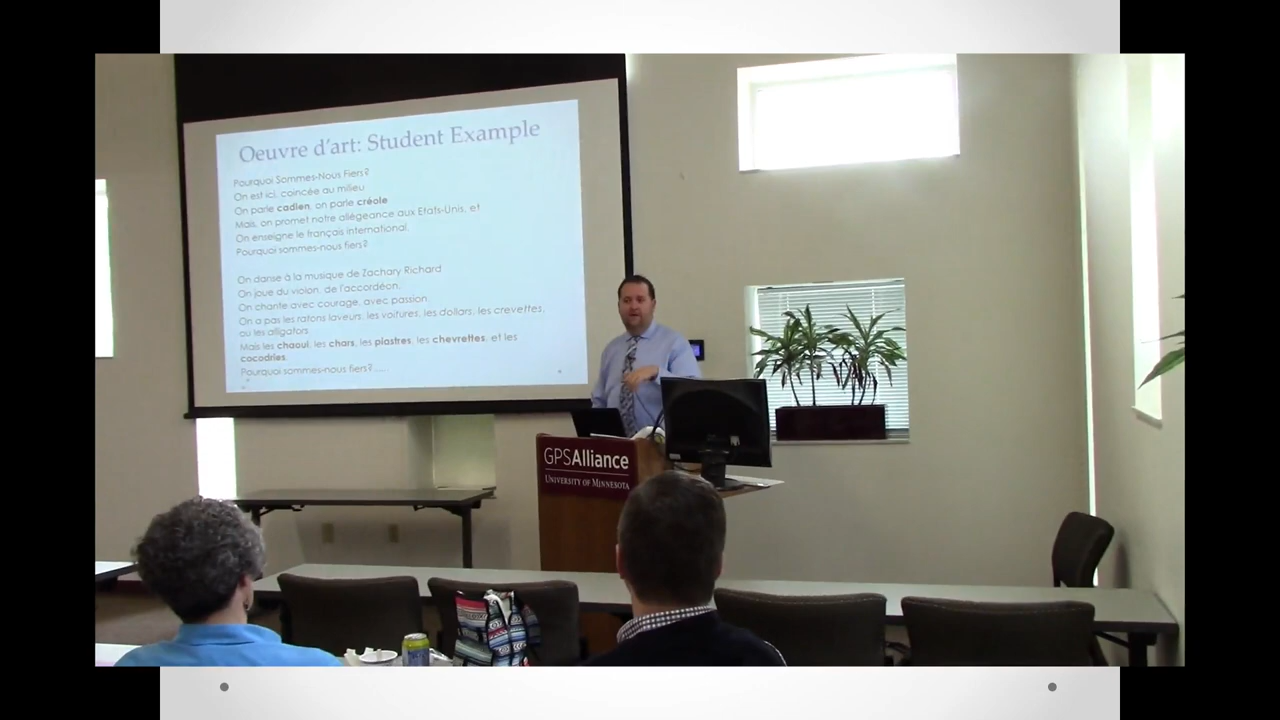 Oeuvre d'art: Student Example
Pourquoi Sommes-Nous Fiers?
On est ici, coincée au milieu
On parle cadien, on parle créole
Mais, on promet notre allégeance aux Etats-Unis, et
On enseigne le français international.
Pourquoi sommes-nous fiers?
On danse à la musique de Zachary Richard
On joue du violon, de l'accordéon,
On chante avec courage, avec passion
On a pas les ratons laveurs, les voitures, les dollars, les crevettes,
ou les alligators
Mais les chaoui, les chars, les piastres, les chevrettes, et les
cocodries.
Pourquoi sommes-nous fiers?....
GPSAlliance
UNIVERSITY OF MINNESOTA